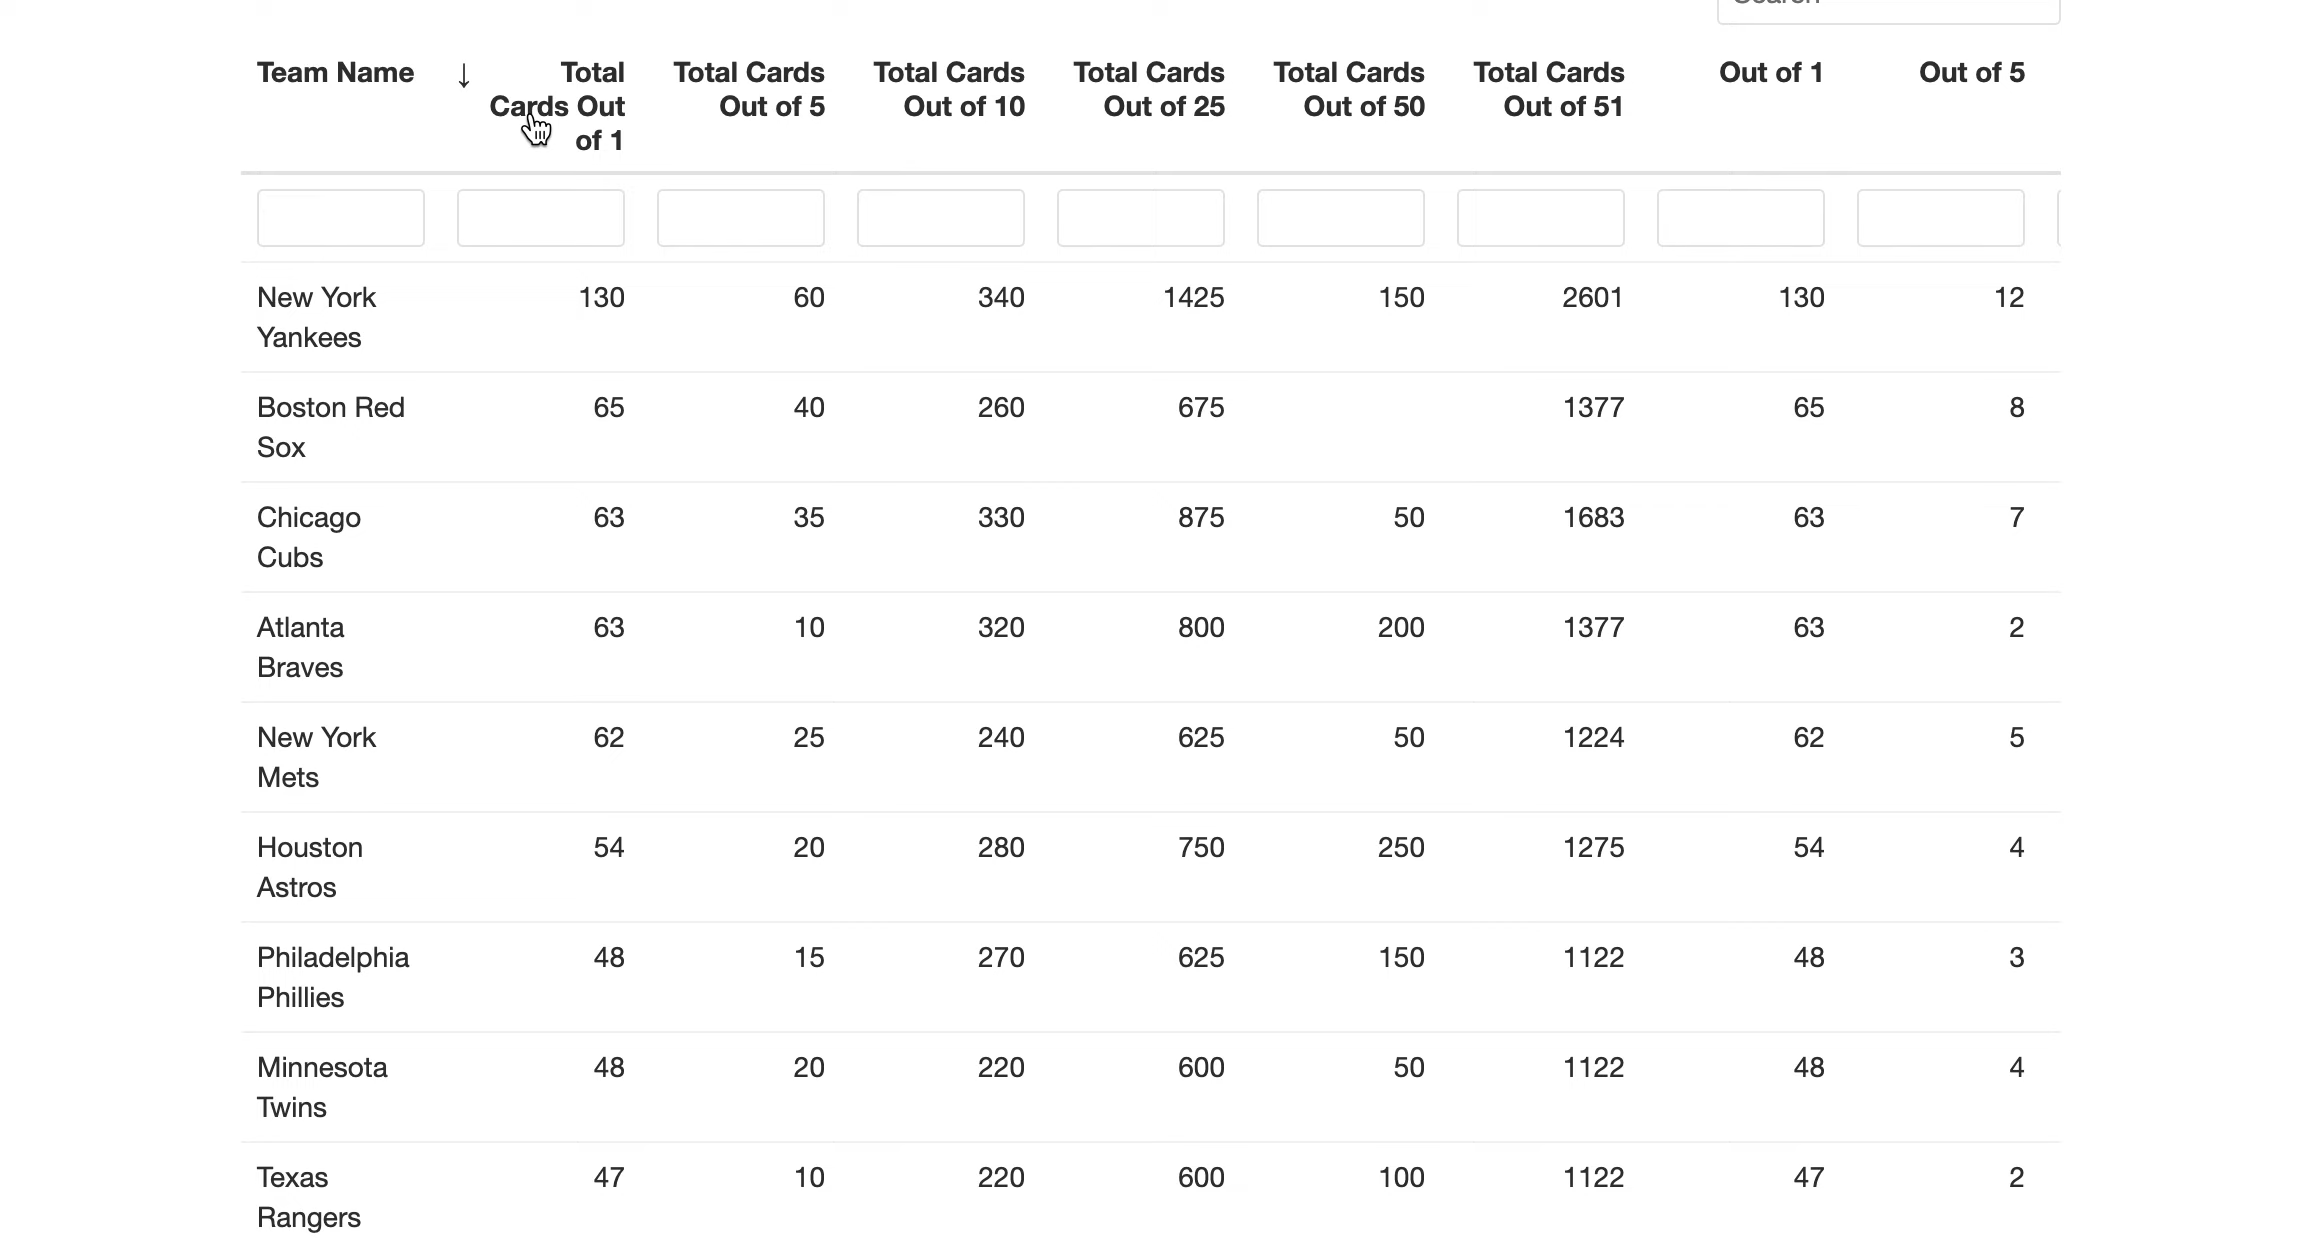 Search
Team Name ↓ Total Cards Out of 1 Total Cards Out of 5 Total Cards Out of 10 Total Cards Out of 25 Total Cards Out of 50 Total Cards Out of 51 Out of 1 Out of 5
New York Yankees 130 60 340 1425 150 2601 130 12
Boston Red Sox 65 40 260 675 1377 65 8
Chicago Cubs 63 35 330 875 50 1683 63 7
Atlanta Braves 63 10 320 800 200 1377 63 2
New York Mets 62 25 240 625 50 1224 62 5
Houston Astros 54 20 280 750 250 1275 54 4
Philadelphia Phillies 48 15 270 625 150 1122 48 3
Minnesota Twins 48 20 220 600 50 1122 48 4
Texas Rangers 47 10 220 600 100 1122 47 2